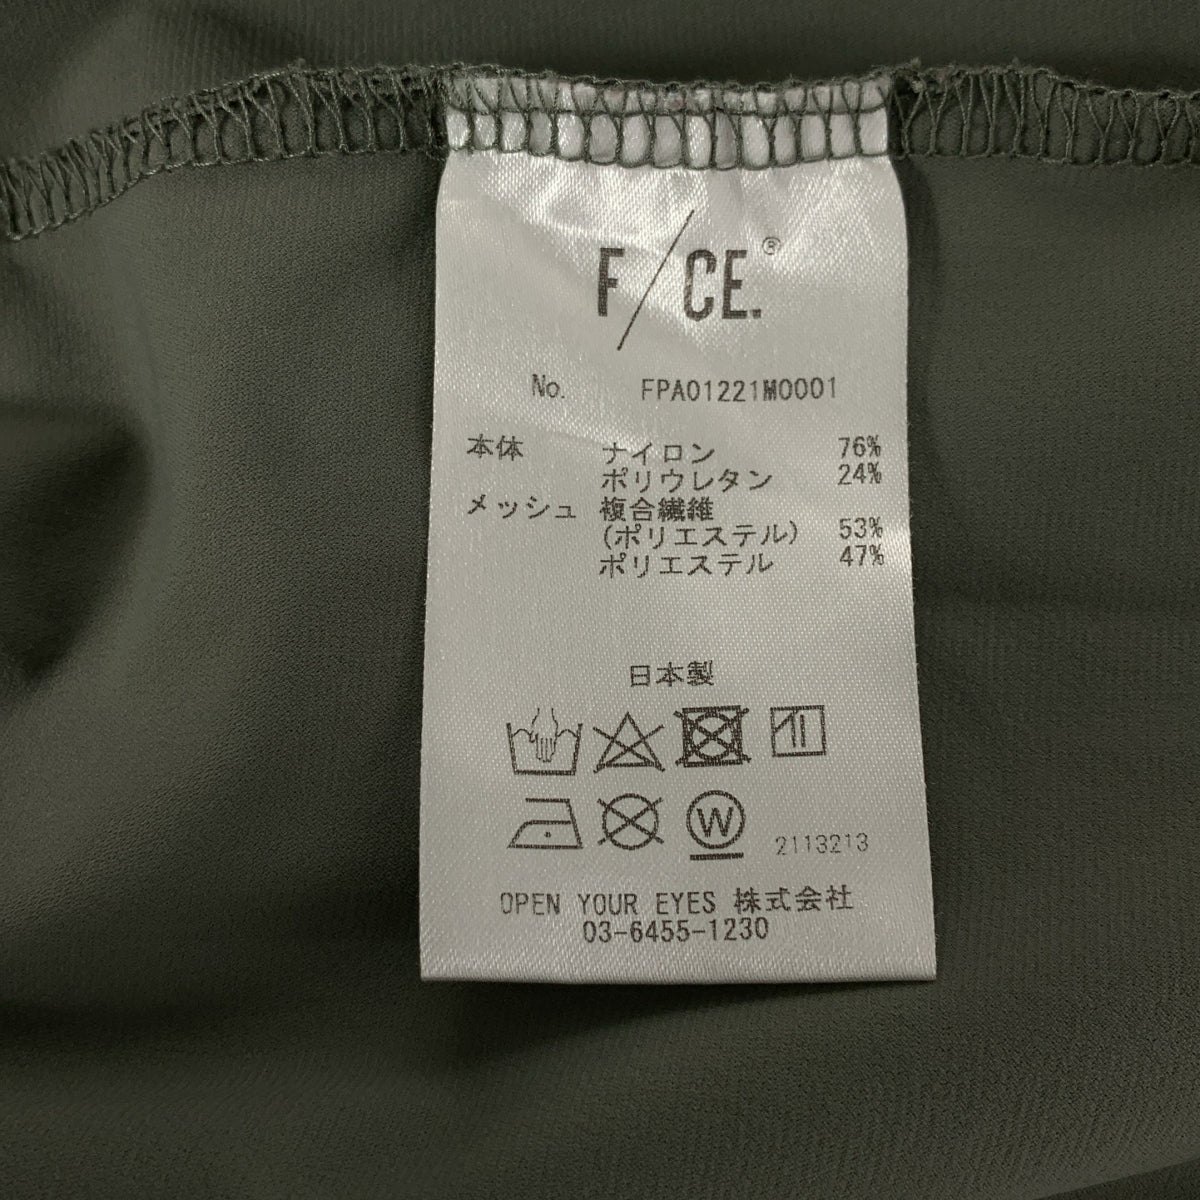 F/CE.®
No. FPA01221M0001
本体 ナイロン 76%
ポリウレタン 24%
メッシュ 複合繊維
(ポリエステル) 53%
ポリエステル 47%
日本製
W
2113213
OPEN YOUR EYES 株式会社
03-6455-1230